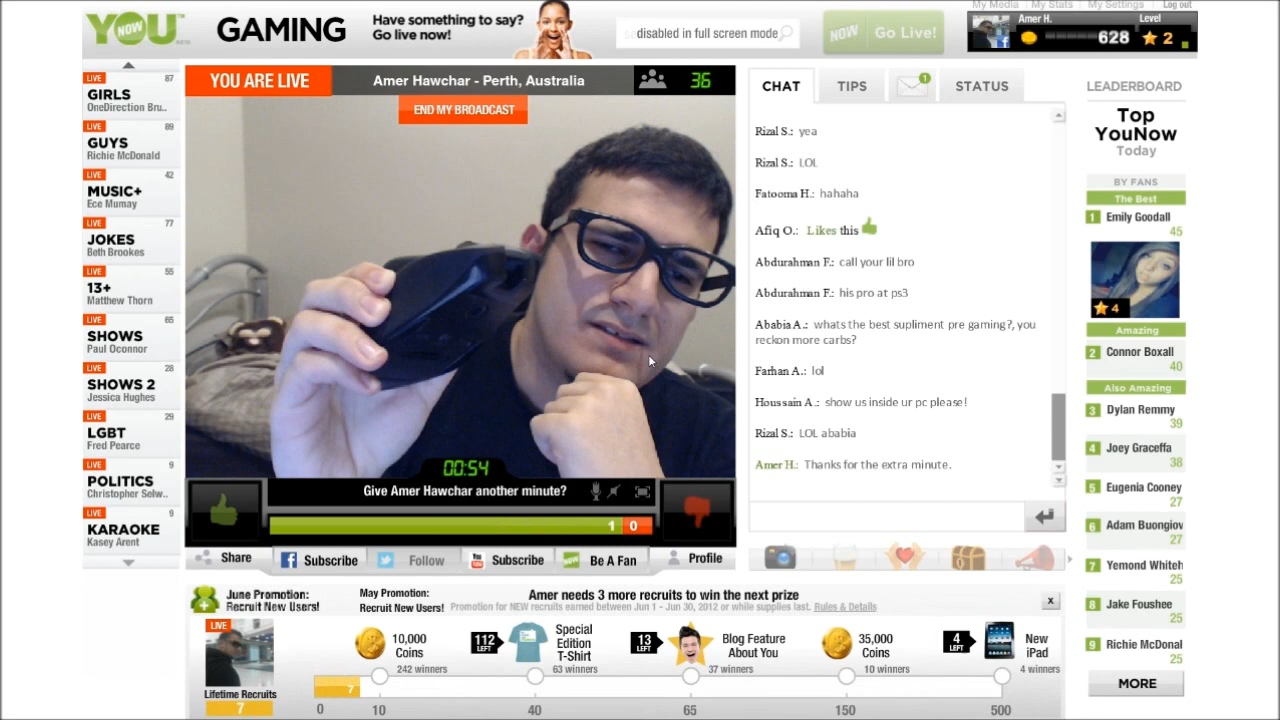 YOU NOW
GAMING
Have something to say?
Go live now!
disabled in full screen mode
NOW Go Live!
My Media My Stats My Settings Log out
Amer H.
Level
628
2
LIVE 87
GIRLS
OneDirection Bru..
LIVE 89
GUYS
Richie McDonald
LIVE 42
MUSIC+
Ece Mumay
LIVE 77
JOKES
Beth Brookes
LIVE 55
13+
Matthew Thorn
LIVE 65
SHOWS
Paul Oconnor
LIVE 28
SHOWS 2
Jessica Hughes
LIVE 29
LGBT
Fred Pearce
LIVE 9
POLITICS
Christopher Selw..
LIVE 9
KARAOKE
Kasey Arent
YOU ARE LIVE
Amer Hawchar - Perth, Australia
36
END MY BROADCAST
00:54
Give Amer Hawchar another minute?
1 0
Share
Subscribe
Follow
Subscribe
Be A Fan
Profile
CHAT TIPS 1 STATUS
Rizal S.: yea
Rizal S.: LOL
Fatooma H.: hahaha
Afiq O.: Likes this
Abdurahman F.: call your lil bro
Abdurahman F.: his pro at ps3
Ababia A.: whats the best supliment pre gaming?, you
reckon more carbs?
Farhan A.: lol
Houssain A.: show us inside ur pc please!
Rizal S.: LOL ababia
Amer H.: Thanks for the extra minute.
LEADERBOARD
Top
YouNow
Today
BY FANS
The Best
1 Emily Goodall
45
4
Amazing
2 Connor Boxall
40
Also Amazing
3 Dylan Remmy
39
4 Joey Graceffa
38
5 Eugenia Cooney
27
6 Adam Buongiov
27
7 Yemond Whiteh
25
8 Jake Foushee
25
9 Richie McDonal
25
MORE
June Promotion:
Recruit New Users!
May Promotion:
Recruit New Users!
Amer needs 3 more recruits to win the next prize
Promotion for NEW recruits earned between Jun 1 - Jun 30, 2012 or while supplies last. Rules & Details
x
LIVE
Lifetime Recruits
7
10,000
Coins
242 winners
112
LEFT
Special
Edition
T-Shirt
63 winners
13
LEFT
Blog Feature
About You
37 winners
35,000
Coins
10 winners
4
LEFT
New
iPad
4 winners
7
0 10 40 65 150 500